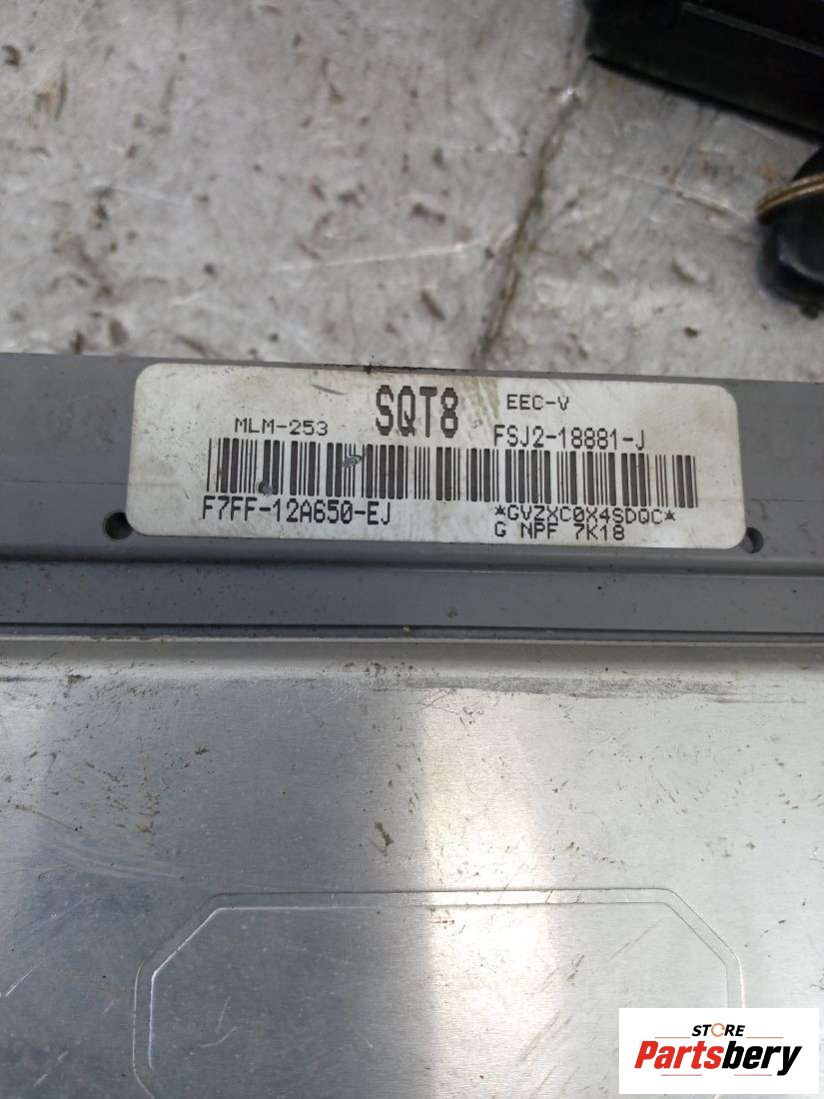 SQT8
EEC-V
MLM-253
FSJ2-18881-J
F7FF-12A650-EJ
*GVZXC0X4SDQC*
G NPF 7K18
STORE
Partsbery